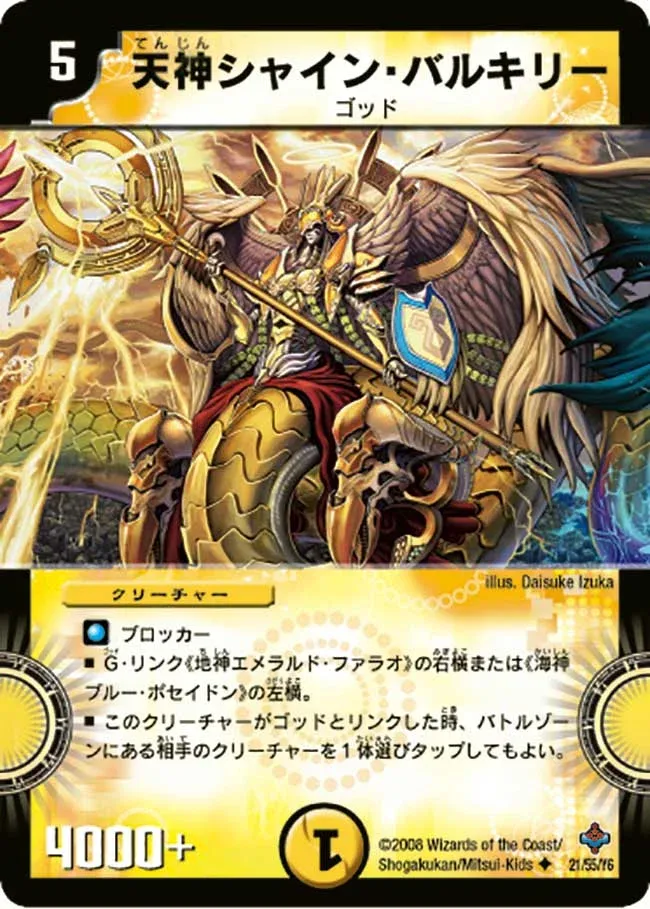 5
てんじん
天神シャイン・バルキリー
ゴッド
illus. Daisuke Izuka
クリーチャー
ブロッカー
■ G・リンク《地神エメラルド・ファラオ》の右横または《海神
ブルー・ポセイドン》の左横。
■ このクリーチャーがゴッドとリンクした時、バトルゾー
ンにある相手のクリーチャーを1体選びタップしてもよい。
4000+
1
©2008 Wizards of the Coast/
Shogakukan/Mitsui-Kids
21/55/Y6